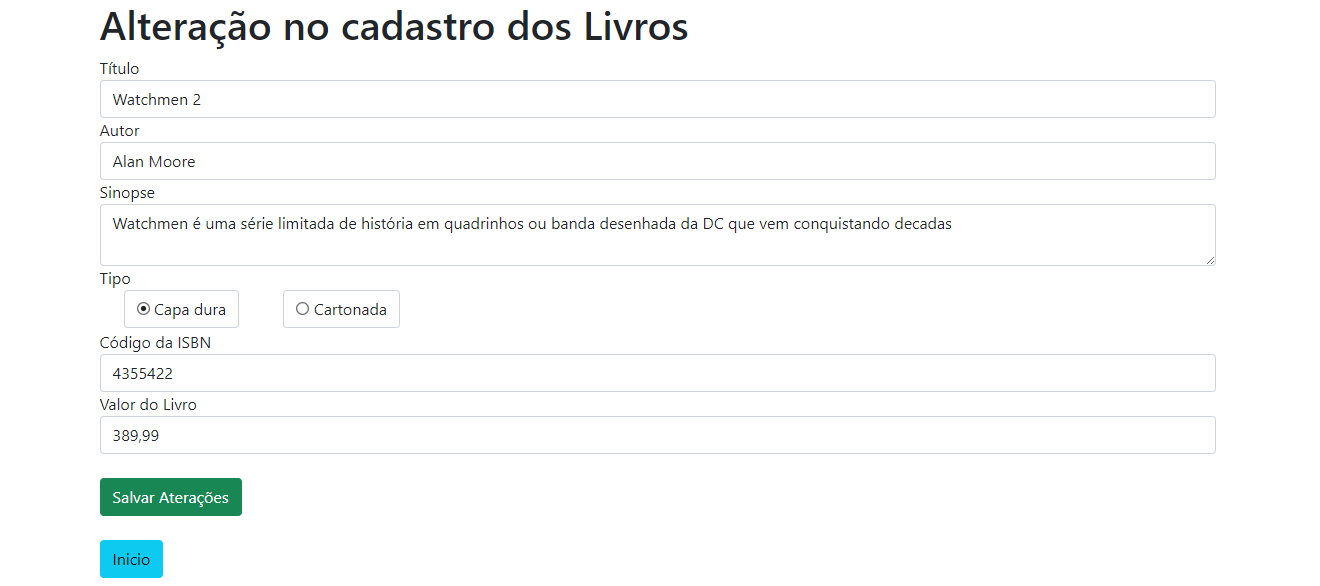 Alteração no cadastro dos Livros
Título
Watchmen 2
Autor
Alan Moore
Sinopse
Watchmen é uma série limitada de história em quadrinhos ou banda desenhada da DC que vem conquistando decadas
Tipo
Capa dura Cartonada
Código da ISBN
4355422
Valor do Livro
389,99
Salvar Aterações
Inicio